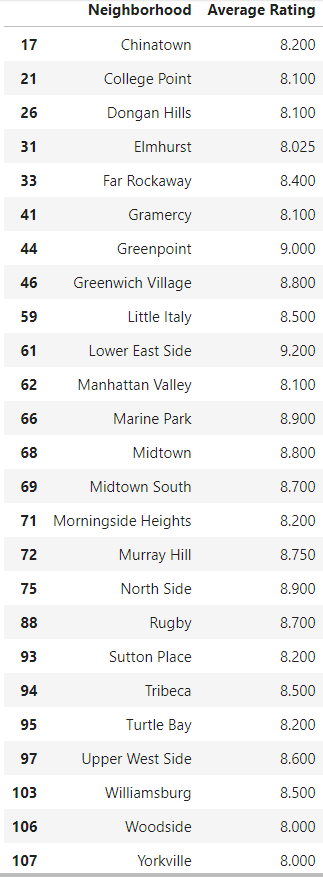 Neighborhood Average Rating
17 Chinatown 8.200
21 College Point 8.100
26 Dongan Hills 8.100
31 Elmhurst 8.025
33 Far Rockaway 8.400
41 Gramercy 8.100
44 Greenpoint 9.000
46 Greenwich Village 8.800
59 Little Italy 8.500
61 Lower East Side 9.200
62 Manhattan Valley 8.100
66 Marine Park 8.900
68 Midtown 8.800
69 Midtown South 8.700
71 Morningside Heights 8.200
72 Murray Hill 8.750
75 North Side 8.900
88 Rugby 8.700
93 Sutton Place 8.200
94 Tribeca 8.500
95 Turtle Bay 8.200
97 Upper West Side 8.600
103 Williamsburg 8.500
106 Woodside 8.000
107 Yorkville 8.000